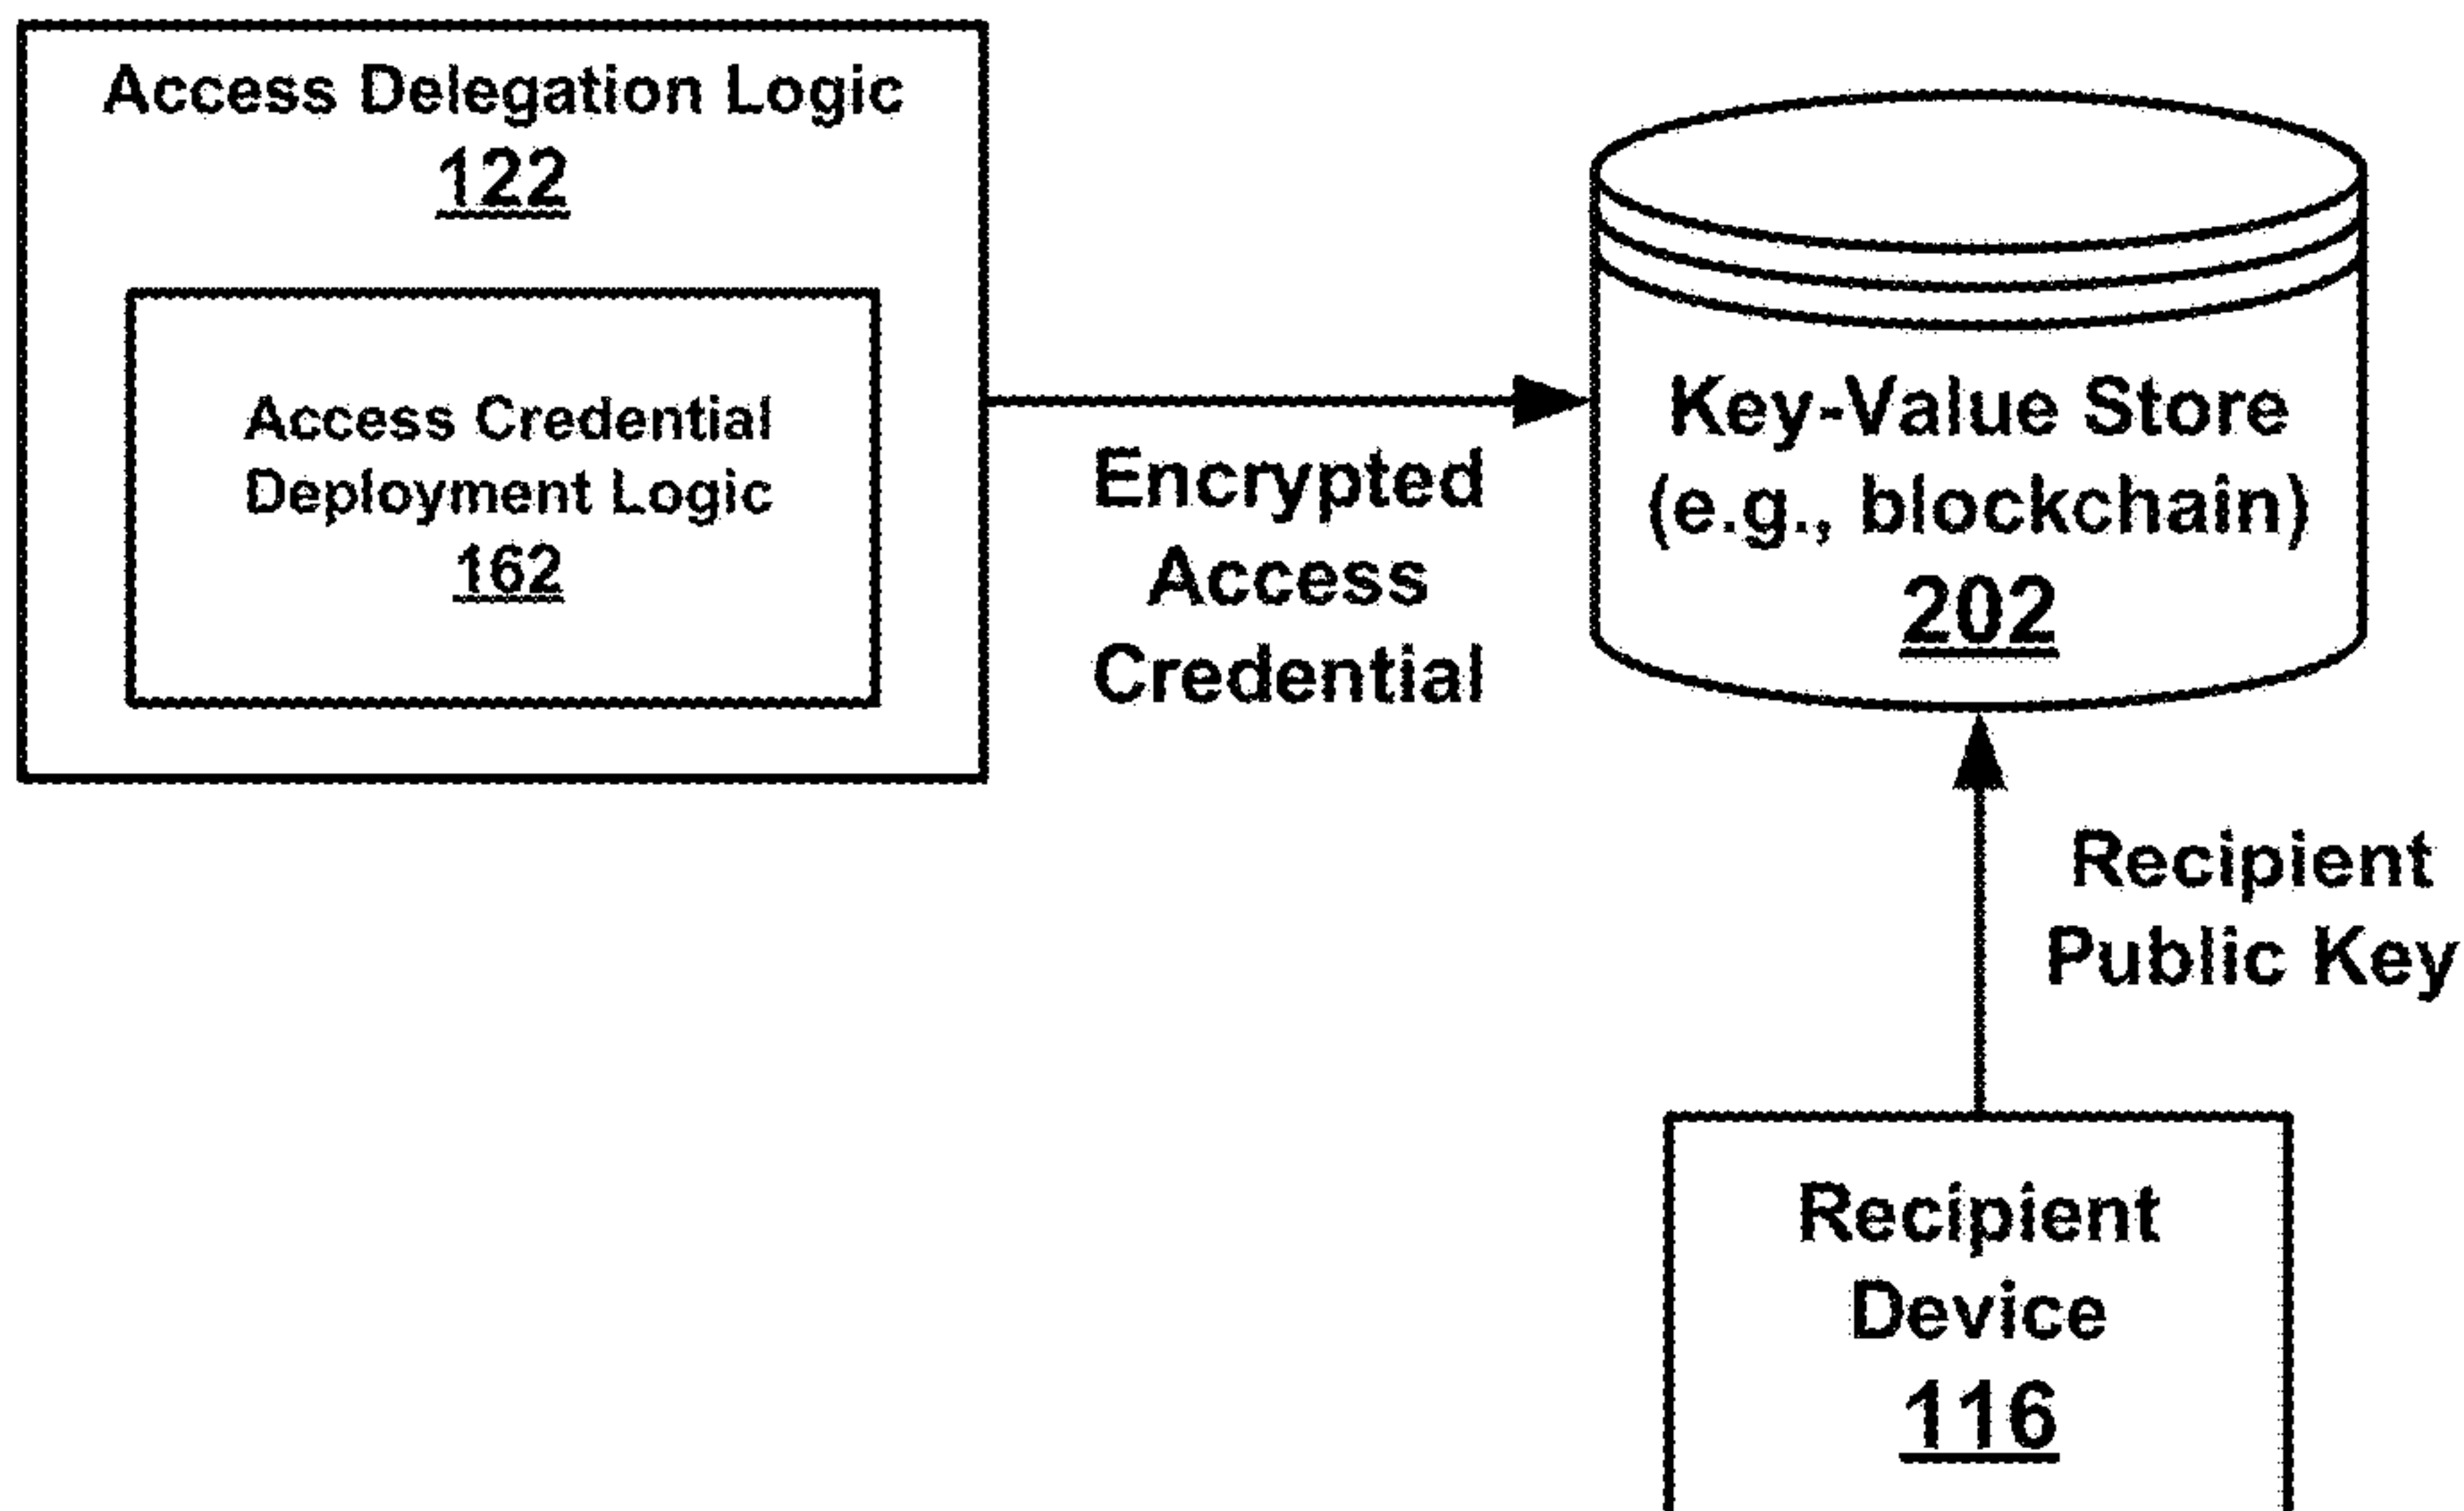 Access Delegation Logic
122
Access Credential
Deployment Logic
162
Encrypted
Access
Credential
Key-Value Store
(e.g., blockchain)
202
Recipient
Public Key
Recipient
Device
116